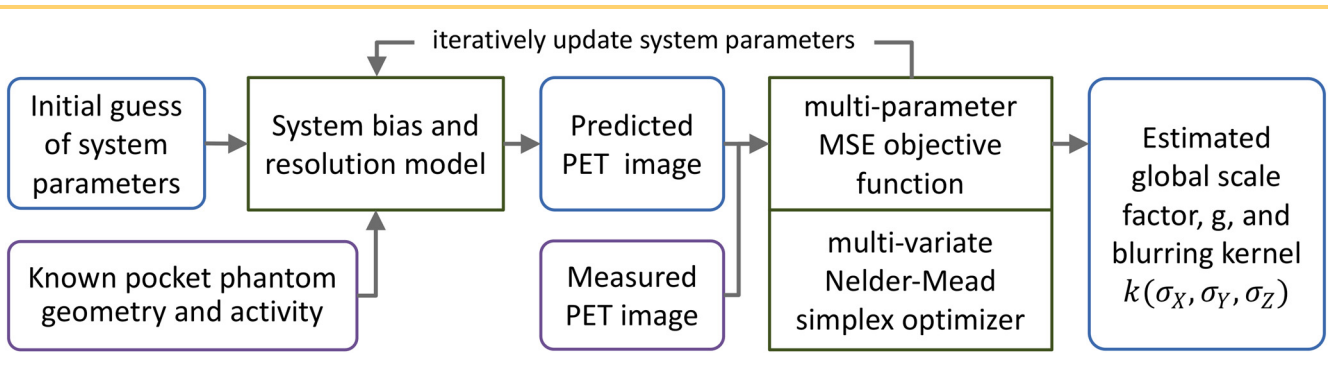 iteratively update system parameters
Initial guess
of system
parameters
System bias and
resolution model
Predicted
PET image
multi-parameter
MSE objective
function
Estimated
global scale
factor, g, and
blurring kernel
k(σX, σY, σZ)
Known pocket phantom
geometry and activity
Measured
PET image
multi-variate
Nelder-Mead
simplex optimizer